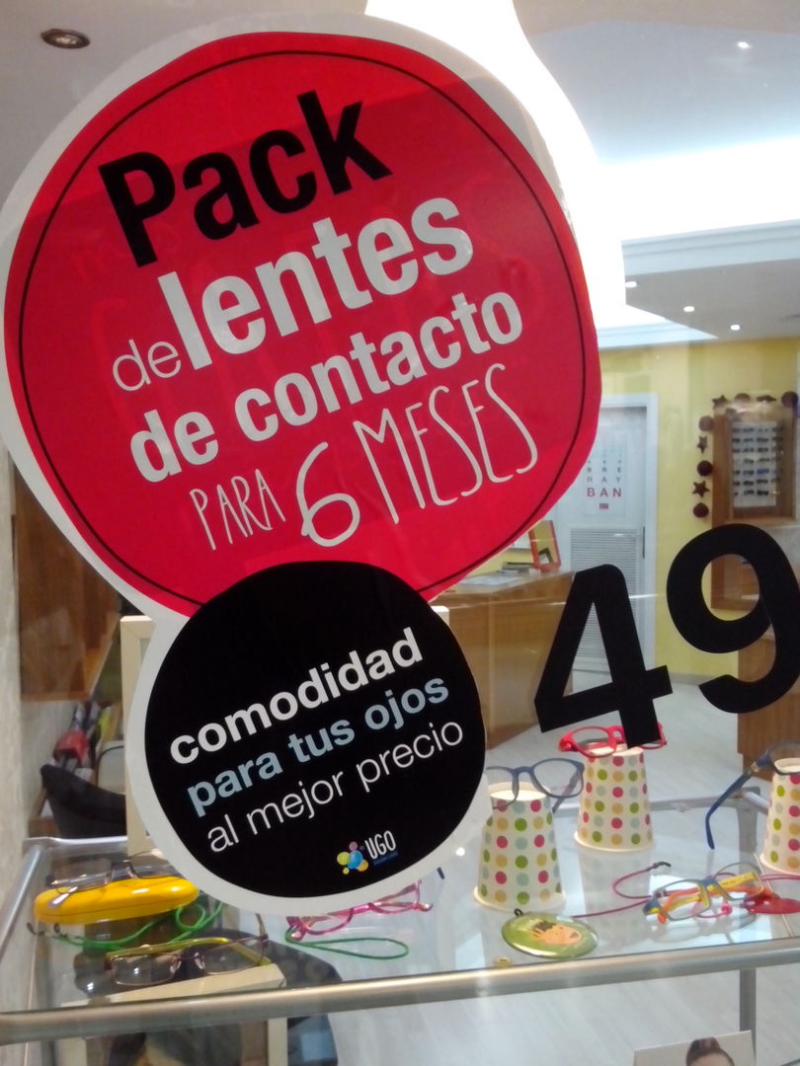 Pack
de lentes
de contacto
PARA 6 MESES
comodidad
para tus ojos
al mejor precio
UGO
49
R A Y
B A N